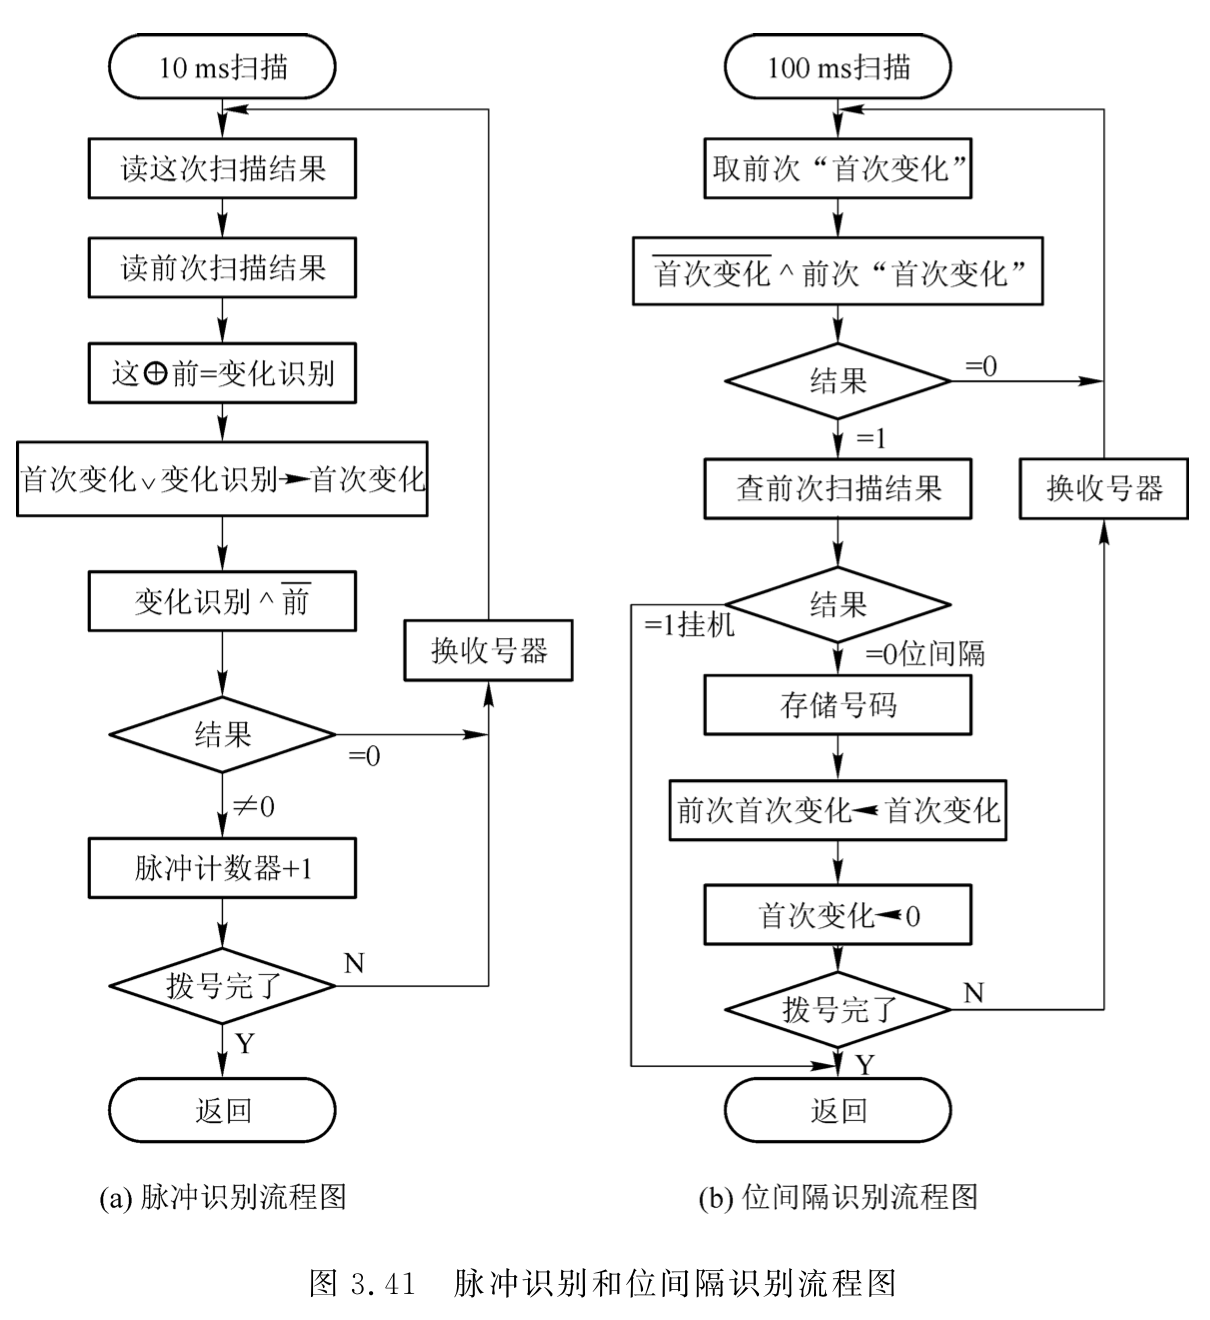 10 ms扫描
读这次扫描结果
读前次扫描结果
这⊕前=变化识别
首次变化∨变化识别→首次变化
变化识别∧前̅
换收号器
结果
=0
≠0
脉冲计数器+1
拨号完了
N
Y
返回
(a) 脉冲识别流程图
100 ms扫描
取前次“首次变化”
首̅次̅变̅化̅∧前次“首次变化”
结果
=0
=1
查前次扫描结果
换收号器
结果
=1挂机
=0位间隔
存储号码
前次首次变化←首次变化
首次变化←0
拨号完了
N
Y
返回
(b) 位间隔识别流程图
图 3.41 脉冲识别和位间隔识别流程图